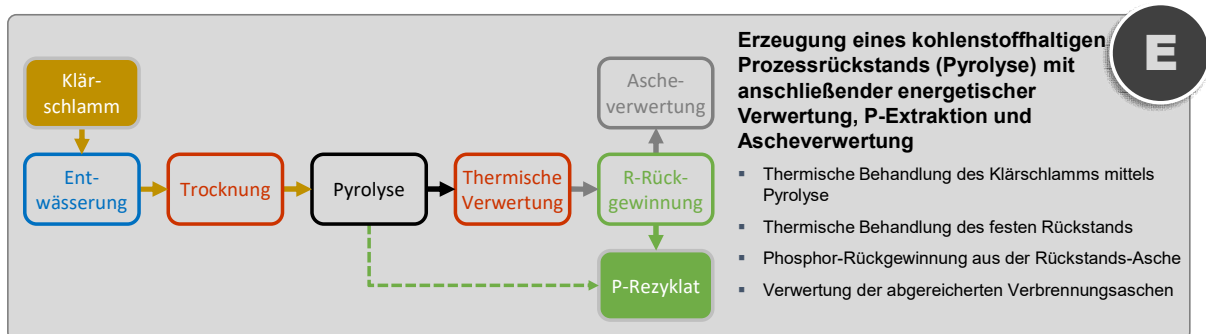 Klär-
schlamm
Ent-
wässerung
Trocknung
Pyrolyse
Thermische
Verwertung
R-Rück-
gewinnung
Asche-
verwertung
P-Rezyklat
E
Erzeugung eines kohlenstoffhaltigen
Prozessrückstands (Pyrolyse) mit
anschließender energetischer
Verwertung, P-Extraktion und
Ascheverwertung
▪ Thermische Behandlung des Klärschlamms mittels
Pyrolyse
▪ Thermische Behandlung des festen Rückstands
▪ Phosphor-Rückgewinnung aus der Rückstands-Asche
▪ Verwertung der abgereicherten Verbrennungsaschen